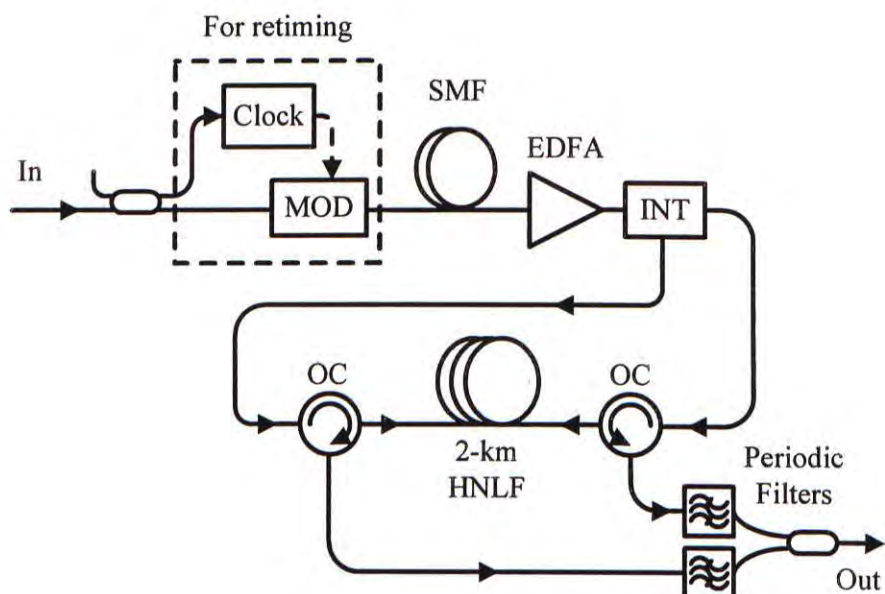 For retiming
Clock
SMF
EDFA
In
MOD
INT
OC
OC
2-km
HNLF
Periodic
Filters
Out